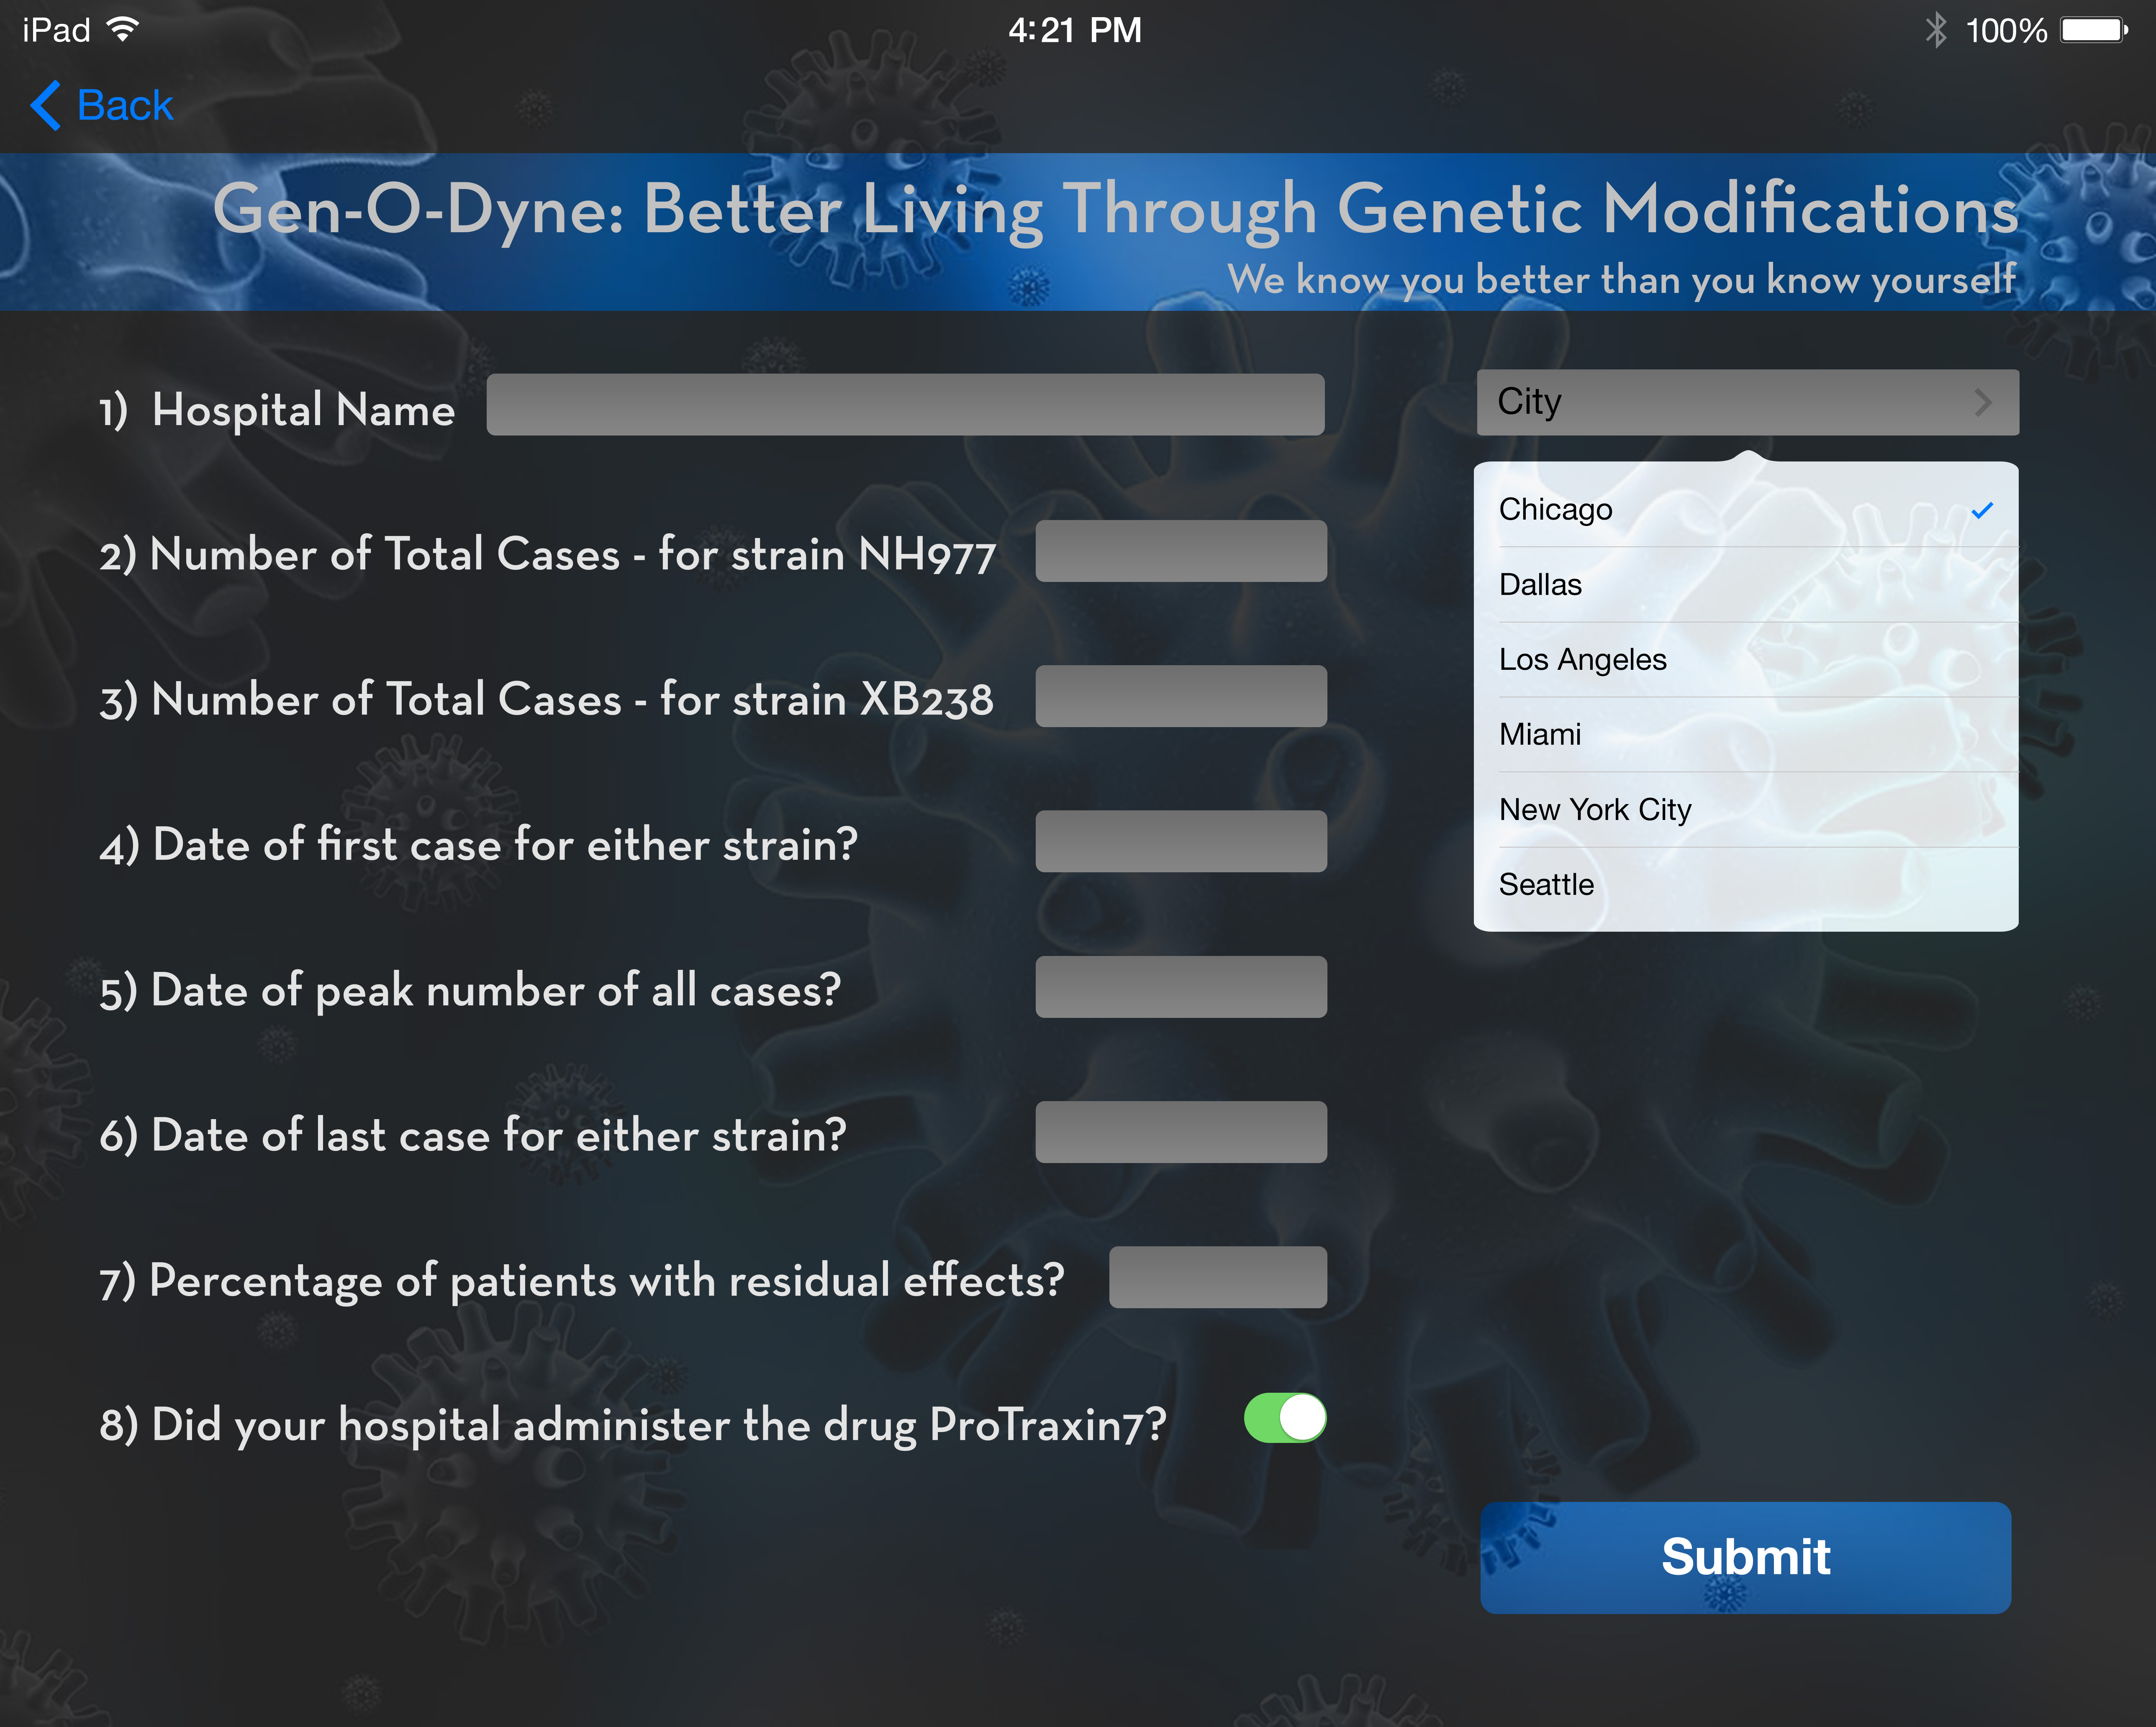 iPad
4:21 PM
100%
Back
Gen-O-Dyne: Better Living Through Genetic Modifications
We know you better than you know yourself
1) Hospital Name
City
Chicago
Dallas
Los Angeles
Miami
New York City
Seattle
2) Number of Total Cases - for strain NH977
3) Number of Total Cases - for strain XB238
4) Date of first case for either strain?
5) Date of peak number of all cases?
6) Date of last case for either strain?
7) Percentage of patients with residual effects?
8) Did your hospital administer the drug ProTraxin7?
Submit